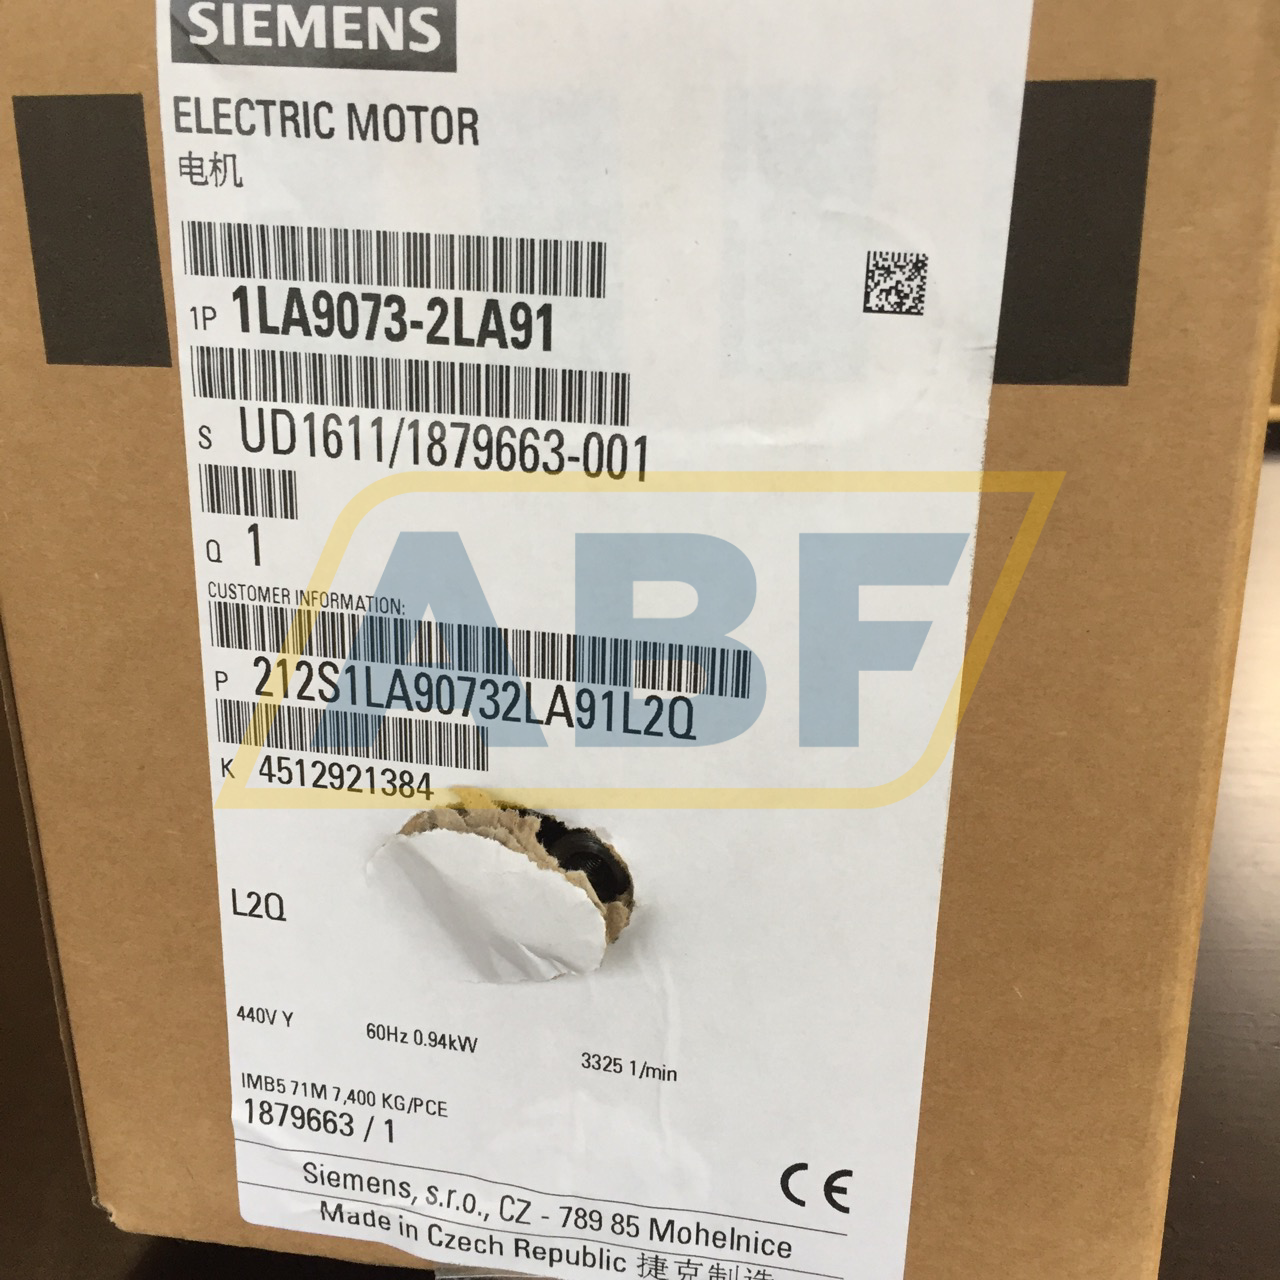 SIEMENS
ELECTRIC MOTOR
电机
1P 1LA9073-2LA91
S UD1611/1879663-001
Q 1
CUSTOMER INFORMATION:
P 212S1LA90732LA91L2Q
K 4512921384
L2Q
440V Y 60Hz 0.94kW 3325 1/min
IMB5 71M 7,400 KG/PCE
1879663 / 1
CE
Siemens, s.r.o., CZ - 789 85 Mohelnice
Made in Czech Republic 捷克制造
ABF